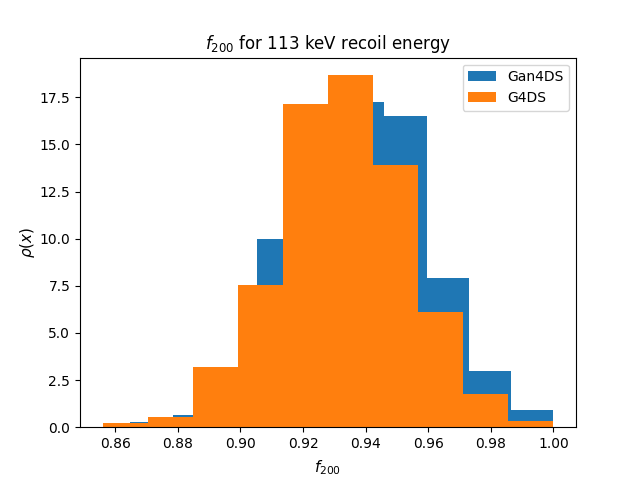 f₂₀₀ for 113 keV recoil energy
Gan4DS
G4DS
ρ(x)
17.5
15.0
12.5
10.0
7.5
5.0
2.5
0.0
0.86 0.88 0.90 0.92 0.94 0.96 0.98 1.00
f₂₀₀